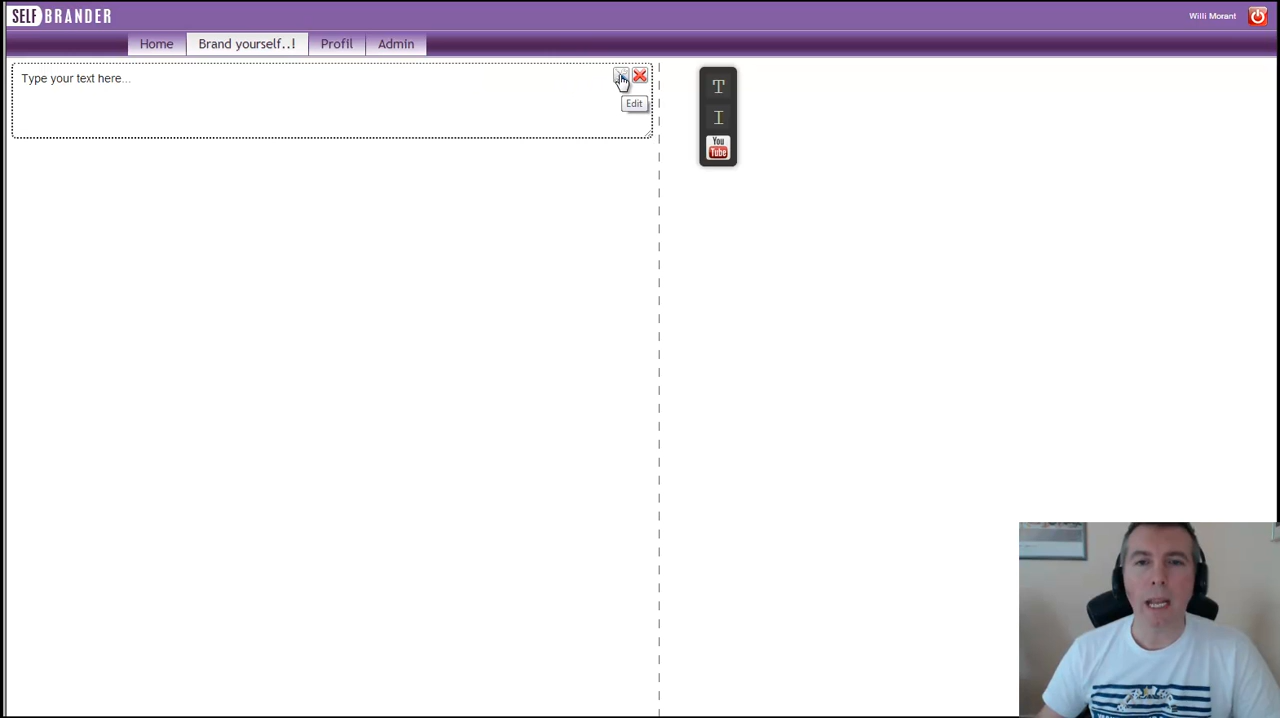 SELF BRANDER
Willi Morant
Home
Brand yourself..!
Profil
Admin
Type your text here...
Edit
T
I
You
Tube